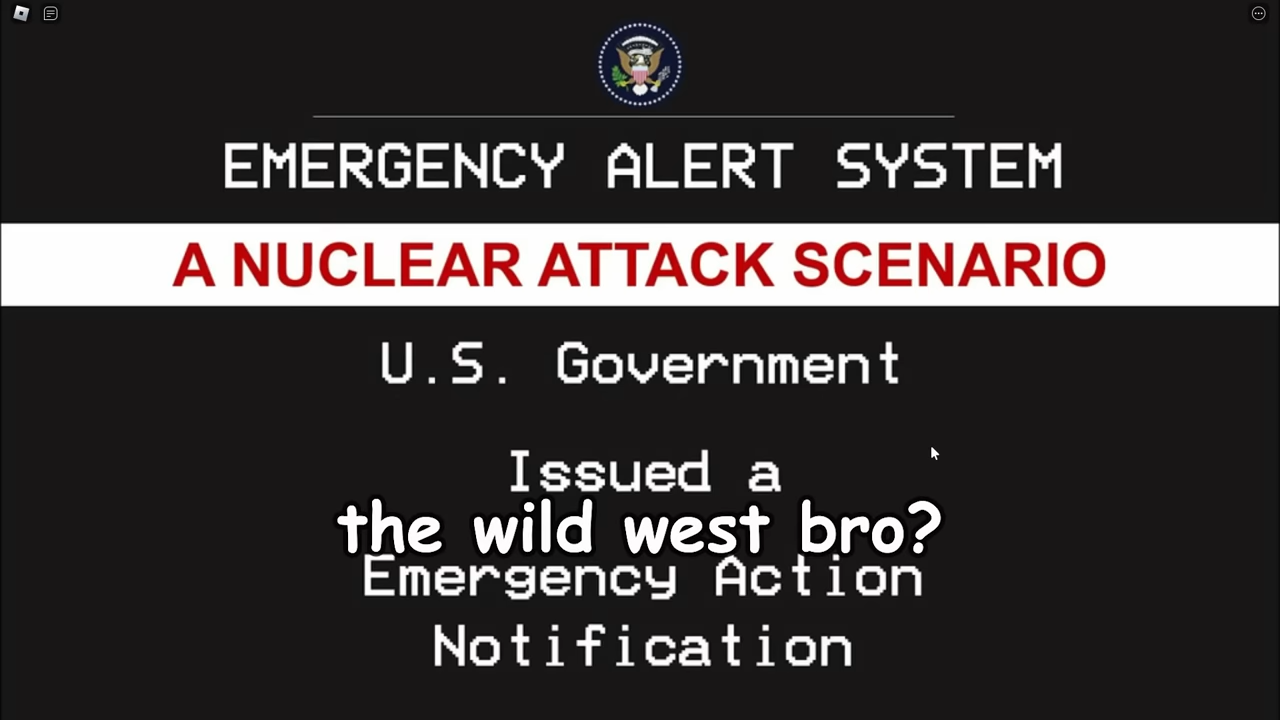 EMERGENCY ALERT SYSTEM
A NUCLEAR ATTACK SCENARIO
U.S. Government
Issued a
the wild west bro?
Emergency Action
Notification